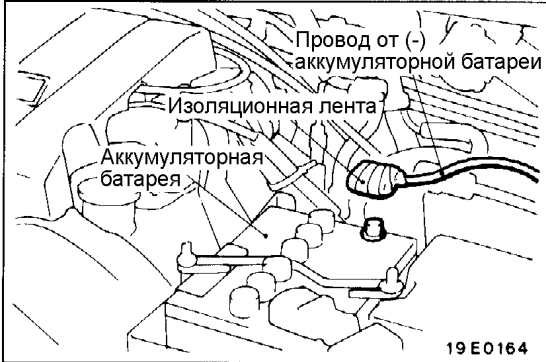 Провод от (-)
аккумуляторной батареи
Изоляционная лента
Аккумуляторная
батарея
19E0164